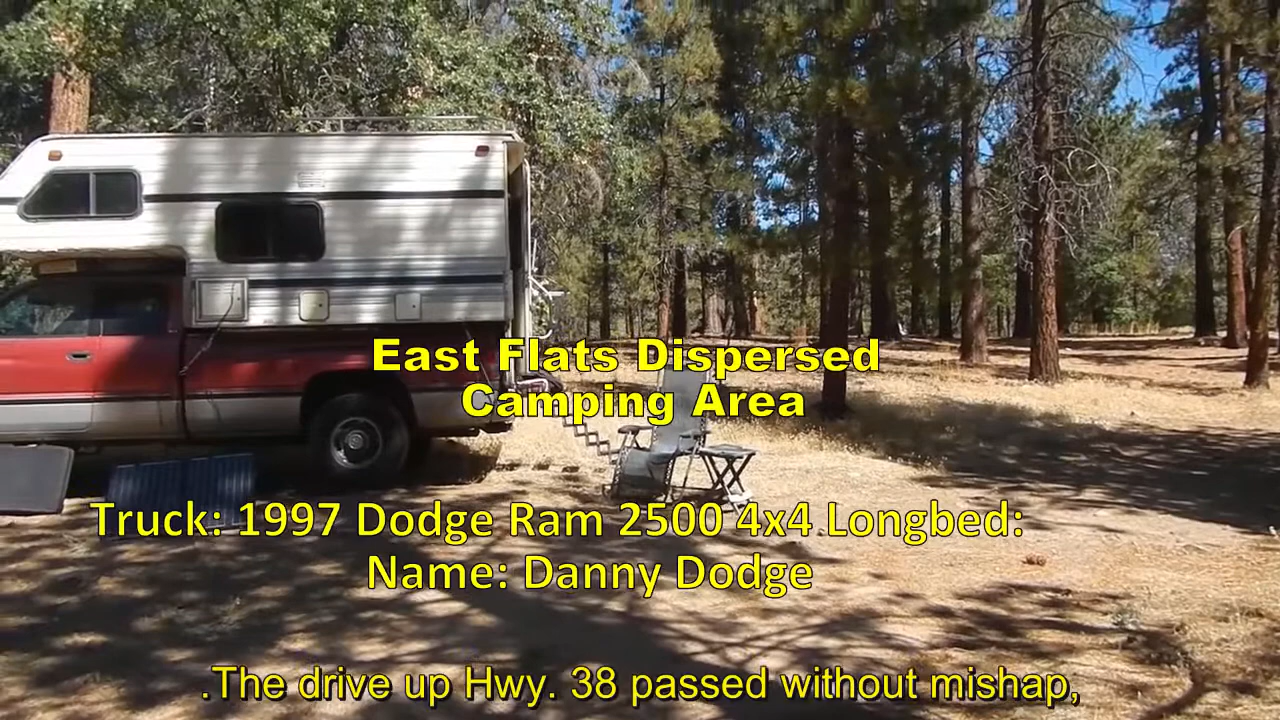 East Flats Dispersed
Camping Area
Truck: 1997 Dodge Ram 2500 4x4 Longbed:
Name: Danny Dodge
.The drive up Hwy. 38 passed without mishap,